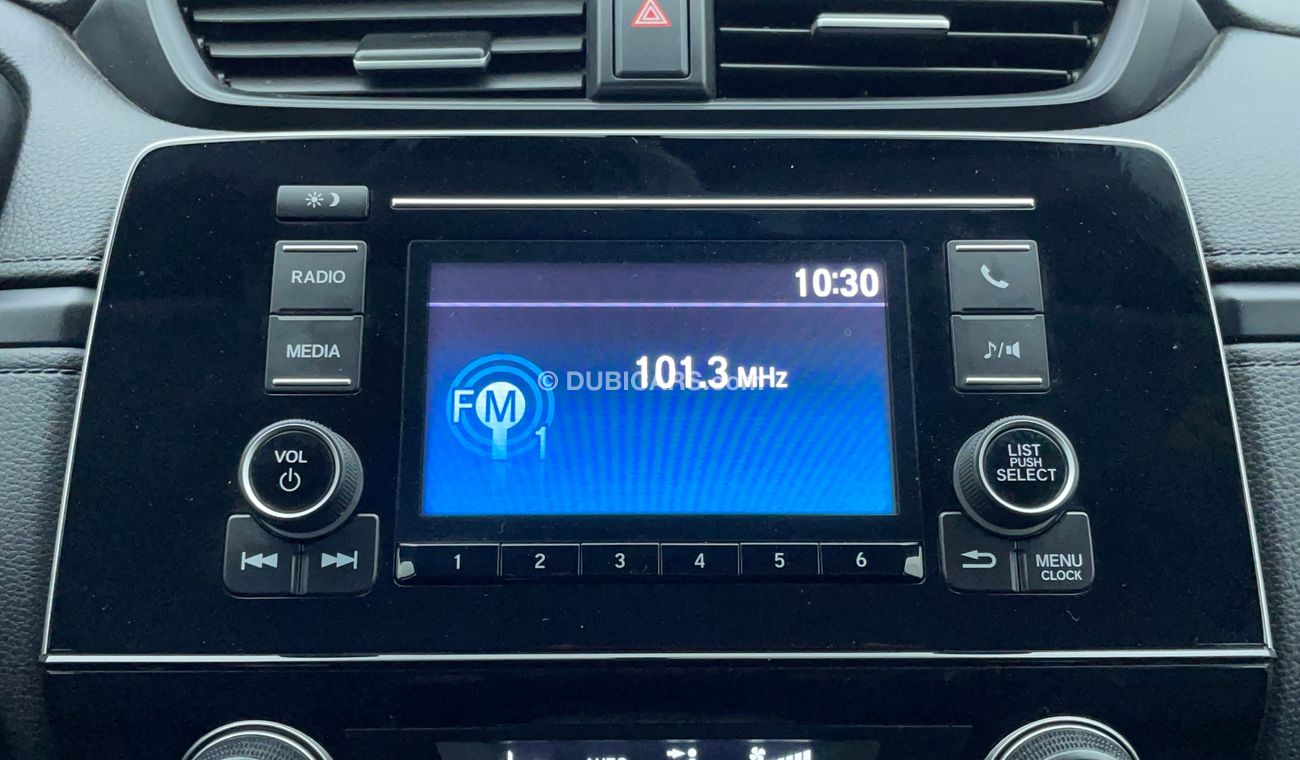 RADIO
MEDIA
VOL
10:30
101.3 MHz
FM
1
© DUBICARS.com
1 2 3 4 5 6
LIST
PUSH
SELECT
MENU
CLOCK
AUTO